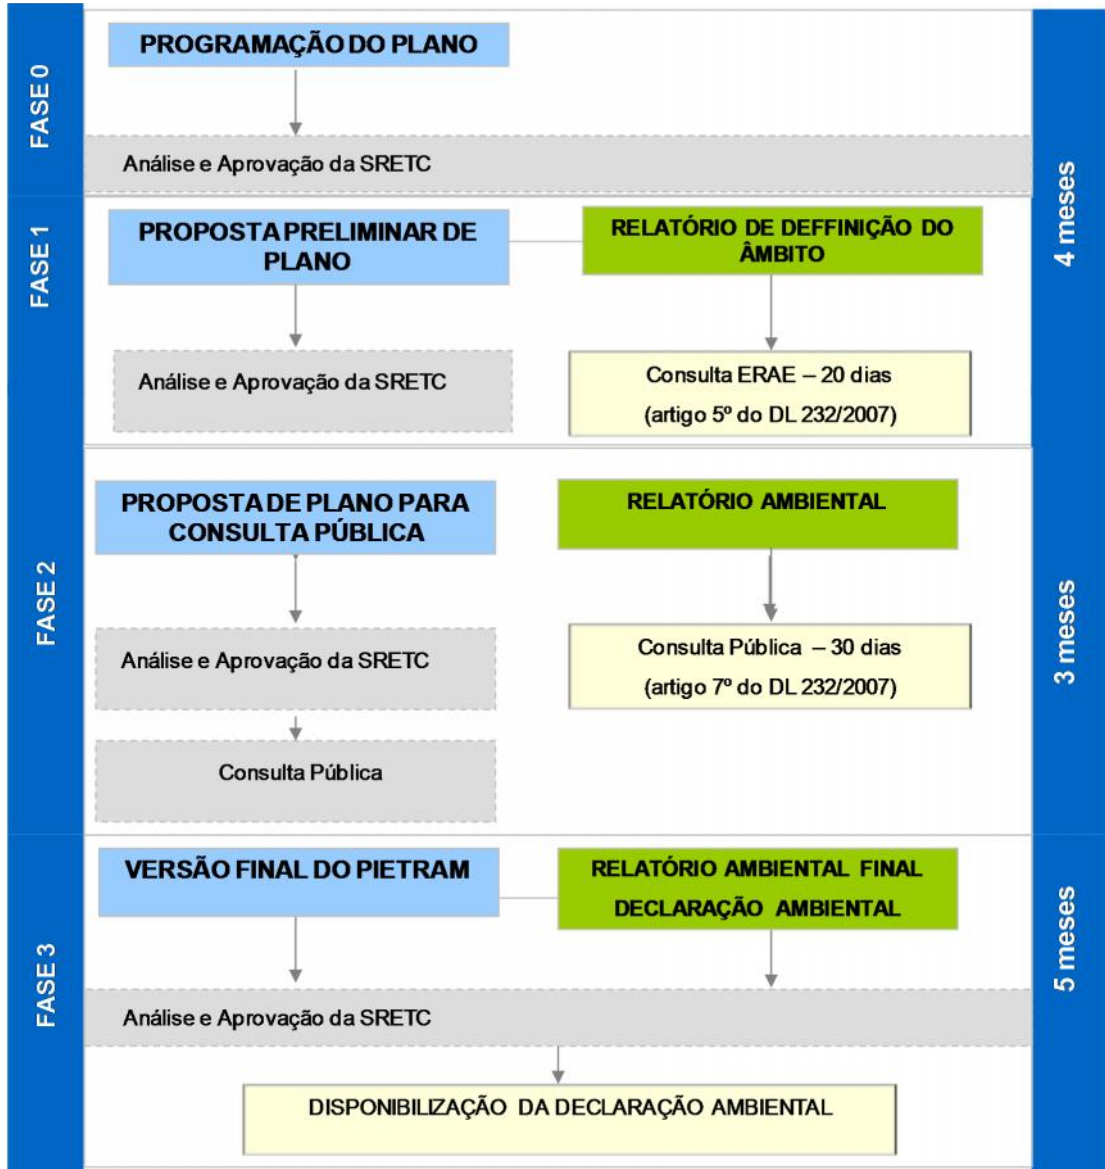 FASE 0
PROGRAMAÇÃO DO PLANO
Análise e Aprovação da SRETC
4 meses
FASE 1
PROPOSTA PRELIMINAR DE
PLANO
RELATÓRIO DE DEFFINIÇÃO DO
ÂMBITO
Análise e Aprovação da SRETC
Consulta ERAE – 20 dias
(artigo 5º do DL 232/2007)
FASE 2
PROPOSTA DE PLANO PARA
CONSULTA PÚBLICA
RELATÓRIO AMBIENTAL
Análise e Aprovação da SRETC
Consulta Pública – 30 dias
(artigo 7º do DL 232/2007)
Consulta Pública
3 meses
FASE 3
VERSÃO FINAL DO PIETRAM
RELATÓRIO AMBIENTAL FINAL
DECLARAÇÃO AMBIENTAL
Análise e Aprovação da SRETC
DISPONIBILIZAÇÃO DA DECLARAÇÃO AMBIENTAL
5 meses